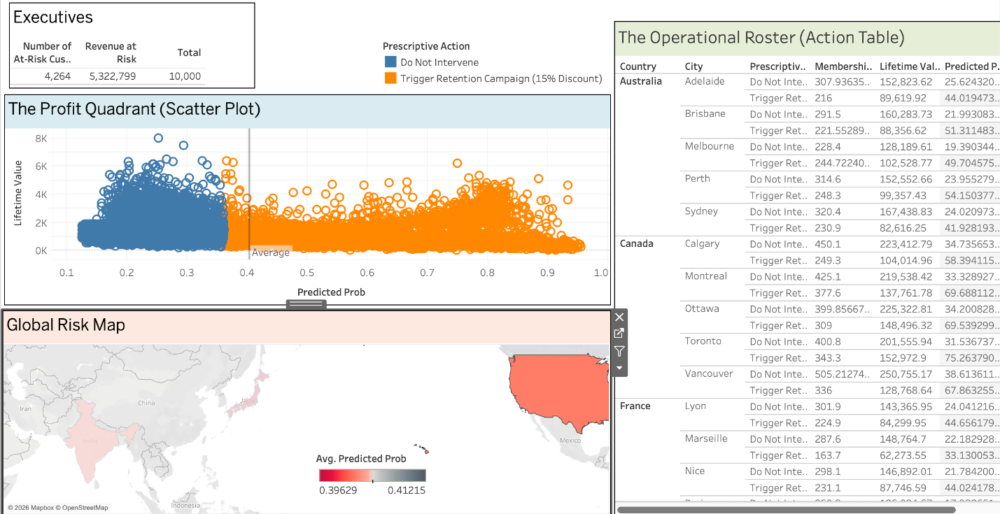 Executives
Number of At-Risk Cus.. Revenue at Risk Total
4,264 5,322,799 10,000
Prescriptive Action
Do Not Intervene
Trigger Retention Campaign (15% Discount)
The Profit Quadrant (Scatter Plot)
Lifetime Value
8K
6K
4K
2K
0K
Average
0.1 0.2 0.3 0.4 0.5 0.6 0.7 0.8 0.9 1.0
Predicted Prob
Global Risk Map
Iran
China
Japan
India
Mexico
Indonesia
Avg. Predicted Prob
0.39629 0.41215
© 2026 Mapbox © OpenStreetMap
The Operational Roster (Action Table)
Country City Prescriptiv.. Membershi.. Lifetime Val.. Predicted P..
Australia Adelaide Do Not Inte.. 307.93635.. 152,823.62 25.624320..
Trigger Ret.. 216 89,619.92 44.019473..
Brisbane Do Not Inte.. 291.5 160,283.73 21.993083..
Trigger Ret.. 221.55289.. 88,356.62 51.311483..
Melbourne Do Not Inte.. 228.4 128,189.61 19.390344..
Trigger Ret.. 244.72240.. 102,528.77 49.704575..
Perth Do Not Inte.. 314.6 152,552.66 23.955279..
Trigger Ret.. 248.3 99,357.43 54.150377..
Sydney Do Not Inte.. 320.4 167,438.83 24.020973..
Trigger Ret.. 230.9 82,616.25 41.928193..
Canada Calgary Do Not Inte.. 450.1 223,412.79 34.735653..
Trigger Ret.. 249.3 104,014.96 58.394115..
Montreal Do Not Inte.. 425.1 219,538.42 33.328927..
Trigger Ret.. 377.6 137,761.78 69.688112..
Ottawa Do Not Inte.. 399.85667.. 225,322.81 34.200828..
Trigger Ret.. 309 148,496.32 69.539299..
Toronto Do Not Inte.. 400.8 201,555.94 31.536737..
Trigger Ret.. 343.3 152,972.9 75.263790..
Vancouver Do Not Inte.. 505.21274.. 250,755.17 38.613611..
Trigger Ret.. 336 128,768.64 67.863255..
France Lyon Do Not Inte.. 301.9 143,365.95 24.041216..
Trigger Ret.. 224.9 84,299.95 44.656179..
Marseille Do Not Inte.. 287.6 148,764.7 22.182928..
Trigger Ret.. 163.7 62,273.55 33.130053..
Nice Do Not Inte.. 298.1 146,892.01 21.784200..
Trigger Ret.. 231.1 87,746.59 44.024178..